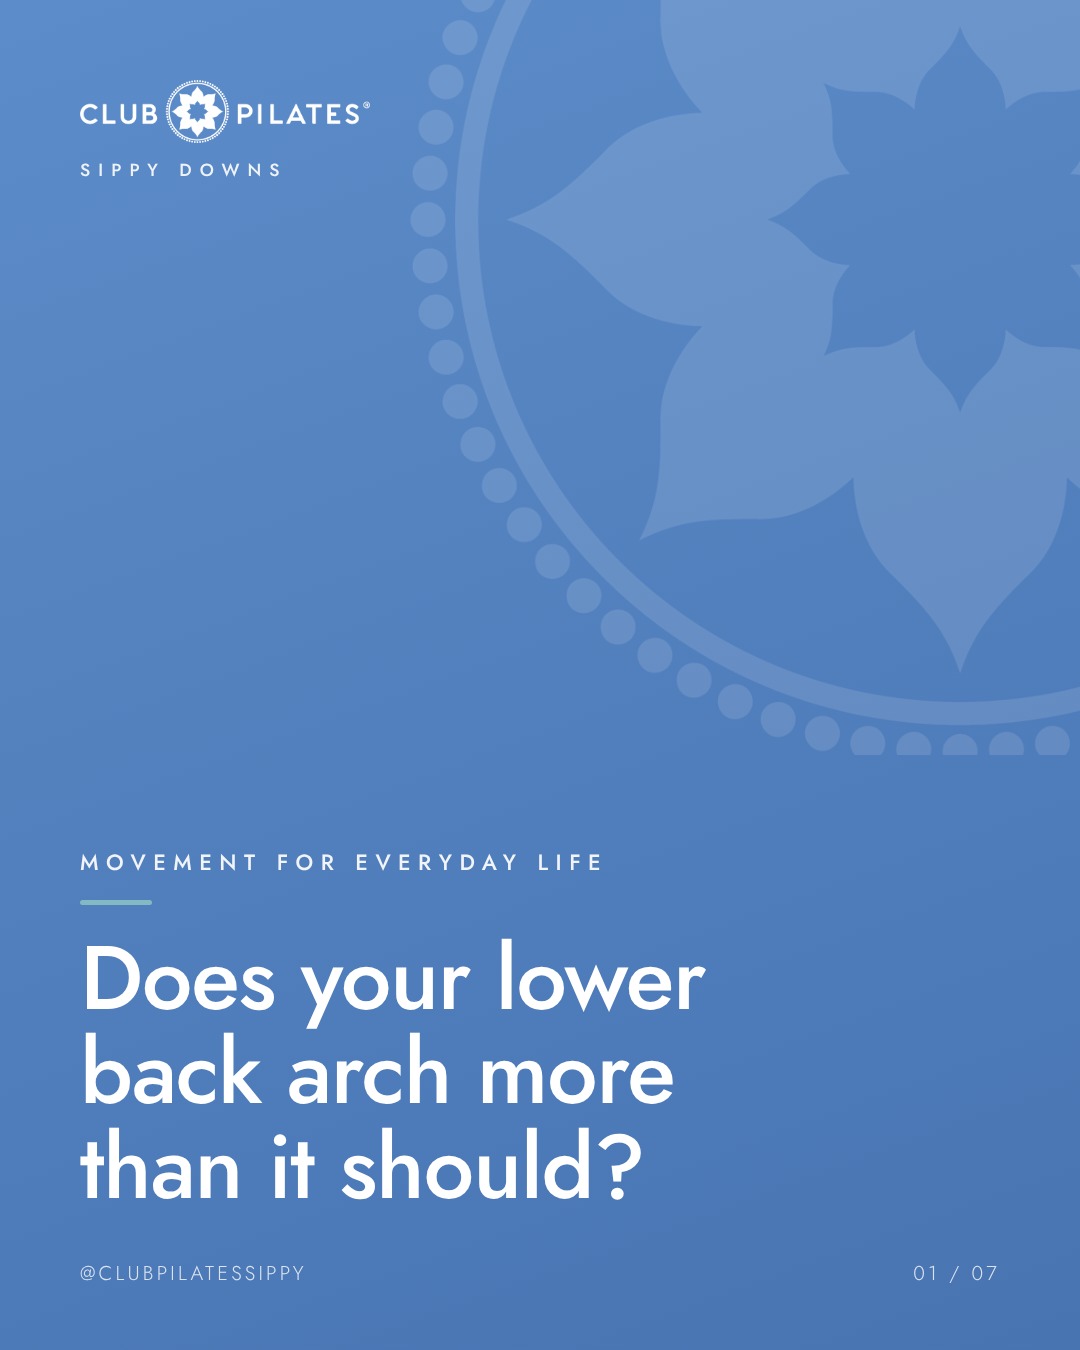 CLUB PILATES®
SIPPY DOWNS
MOVEMENT FOR EVERYDAY LIFE
Does your lower
back arch more
than it should?
@CLUBPILATESSIPPY
01 / 07